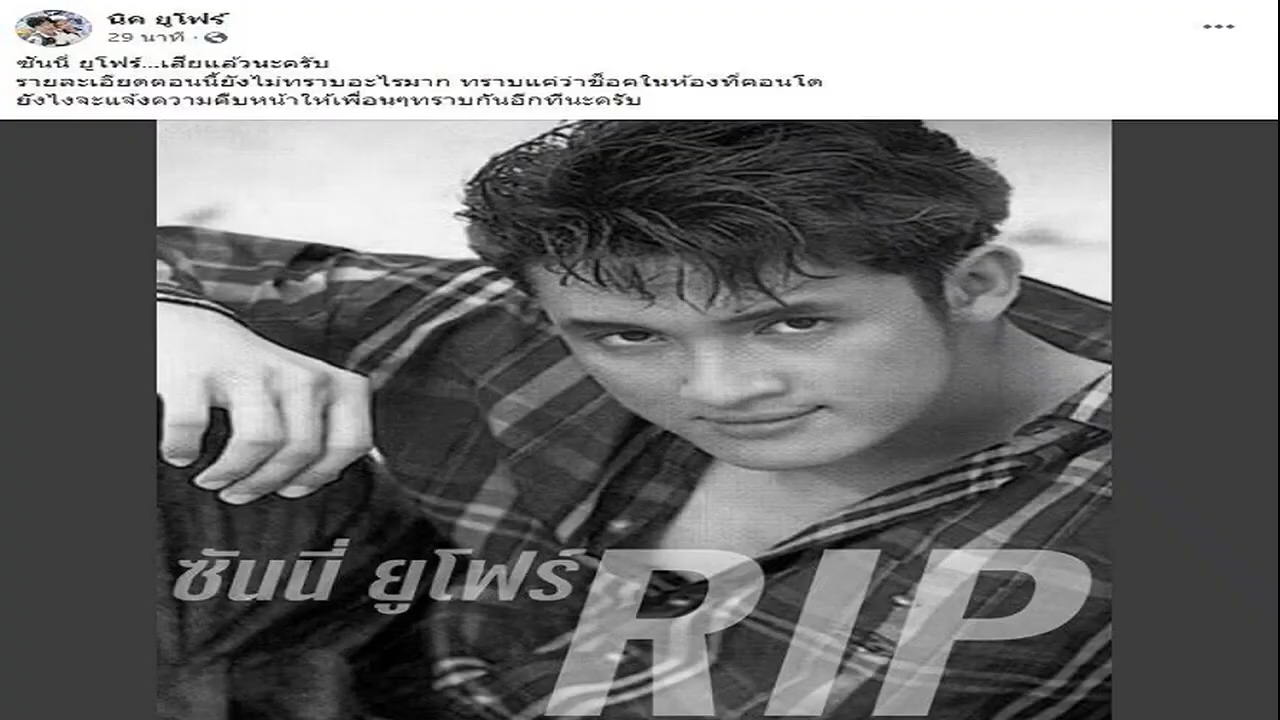 นิค ยูโฟร์
29 นาที ·
ซันนี่ ยูโฟร์...เสียแล้วนะครับ
รายละเอียดตอนนี้ยังไม่ทราบอะไรมาก ทราบแค่ว่าช็อคในห้องที่คอนโด
ยังไงจะแจ้งความคืบหน้าให้เพื่อนๆทราบกันอีกทีนะครับ
ซันนี่ ยูโฟร์
RIP